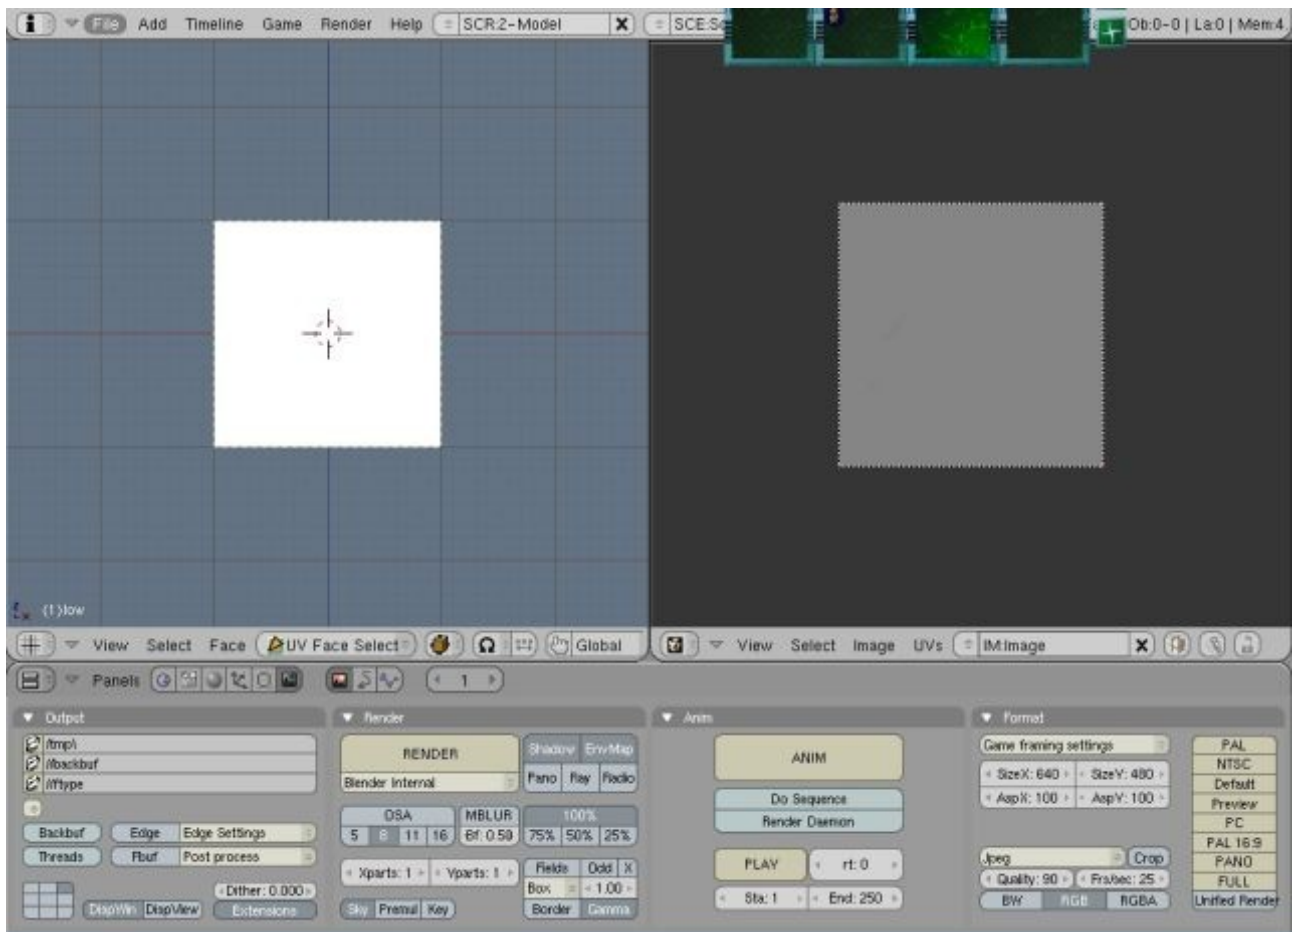 File Add Timeline Game Render Help SCR:2-Model X SCE:Sc Ob:0-0 | La:0 | Mem:4
(1) low
View Select Face UV Face Select Global View Select Image UVs IM:Image X
Panels 1
Output Render Anim Format
/tmp\ RENDER Shadow EnvMap ANIM Game framing settings PAL
//backbuf Blender Internal Pano Ray Radio SizeX: 640 SizeY: 480 NTSC
//ftype Do Sequence AspX: 100 AspY: 100 Default
OSA MBLUR 100% Render Daemon Preview
Backbuf Edge Edge Settings 5 8 11 16 Bf: 0.50 75% 50% 25% PC
Threads Fbuf Post process PLAY rt: 0 Jpeg Crop PAL 16:9
Xparts: 1 Yparts: 1 Fields Odd X Quality: 90 Frs/sec: 25 PANO
Dither: 0.000 Box 1.00 Sta: 1 End: 250 FULL
DispWin DispView Extensions Sky Premul Key Border Gamma BW RGB RGBA Unified Render